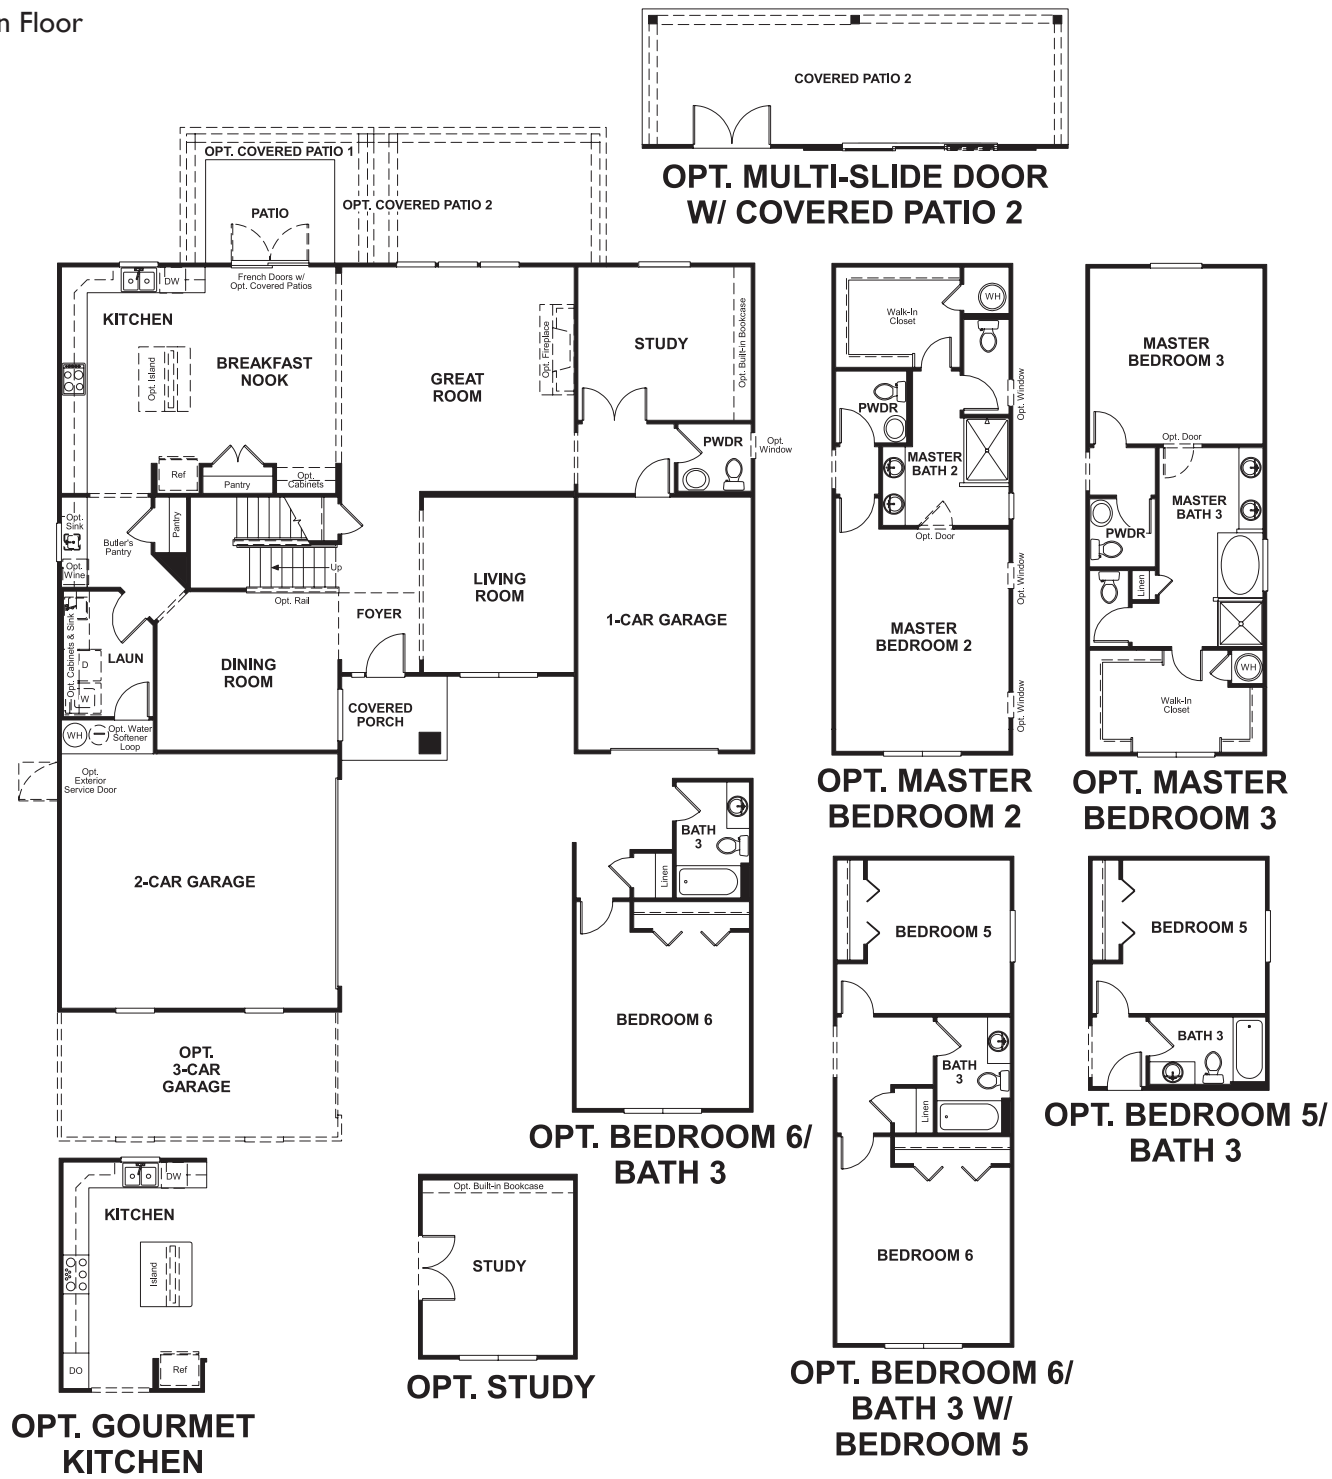 n Floor
COVERED PATIO 2
OPT. MULTI-SLIDE DOOR
W/ COVERED PATIO 2
OPT. COVERED PATIO 1
OPT. COVERED PATIO 2
PATIO
French Doors w/
Opt. Covered Patios
DW
KITCHEN
Opt. Island
BREAKFAST
NOOK
GREAT
ROOM
Opt. Fireplace
STUDY
Opt. Built-in Bookcase
PWDR
Opt.
Window
Ref
Pantry
Opt.
Cabinets
Opt.
Sink
Butler's
Pantry
Pantry
Opt.
Wine
Up
Opt. Rail
FOYER
LIVING
ROOM
1-CAR GARAGE
Opt. Cabinets & Sink
LAUN
D
W
DINING
ROOM
COVERED
PORCH
WH
Opt. Water
Softener
Loop
Opt.
Exterior
Service Door
2-CAR GARAGE
OPT.
3-CAR
GARAGE
Walk-In
Closet
WH
PWDR
Opt. Window
MASTER
BATH 2
Opt. Door
Opt. Window
MASTER
BEDROOM 2
Opt. Window
OPT. MASTER
BEDROOM 2
MASTER
BEDROOM 3
Opt. Door
MASTER
BATH 3
PWDR
Linen
WH
Walk-In
Closet
OPT. MASTER
BEDROOM 3
BATH
3
Linen
BEDROOM 6
OPT. BEDROOM 6/
BATH 3
BEDROOM 5
BATH
3
Linen
BEDROOM 6
OPT. BEDROOM 6/
BATH 3 W/
BEDROOM 5
BEDROOM 5
BATH 3
OPT. BEDROOM 5/
BATH 3
DW
KITCHEN
Island
DO
Ref
OPT. GOURMET
KITCHEN
Opt. Built-in Bookcase
STUDY
OPT. STUDY